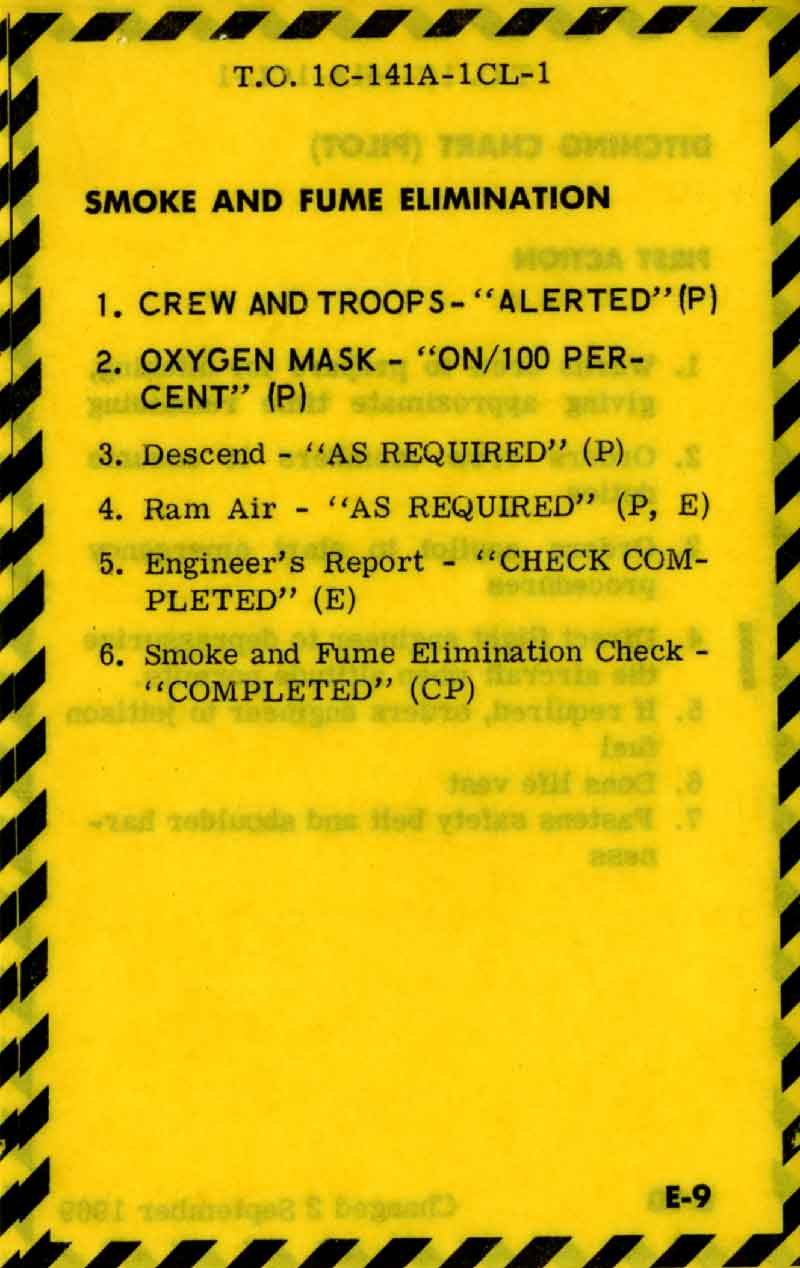 T.O. 1C-141A-1CL-1
SMOKE AND FUME ELIMINATION
1. CREW AND TROOPS - "ALERTED" (P)
2. OXYGEN MASK - "ON/100 PER-
CENT" (P)
3. Descend - "AS REQUIRED" (P)
4. Ram Air - "AS REQUIRED" (P, E)
5. Engineer's Report - "CHECK COM-
PLETED" (E)
6. Smoke and Fume Elimination Check -
"COMPLETED" (CP)
E-9